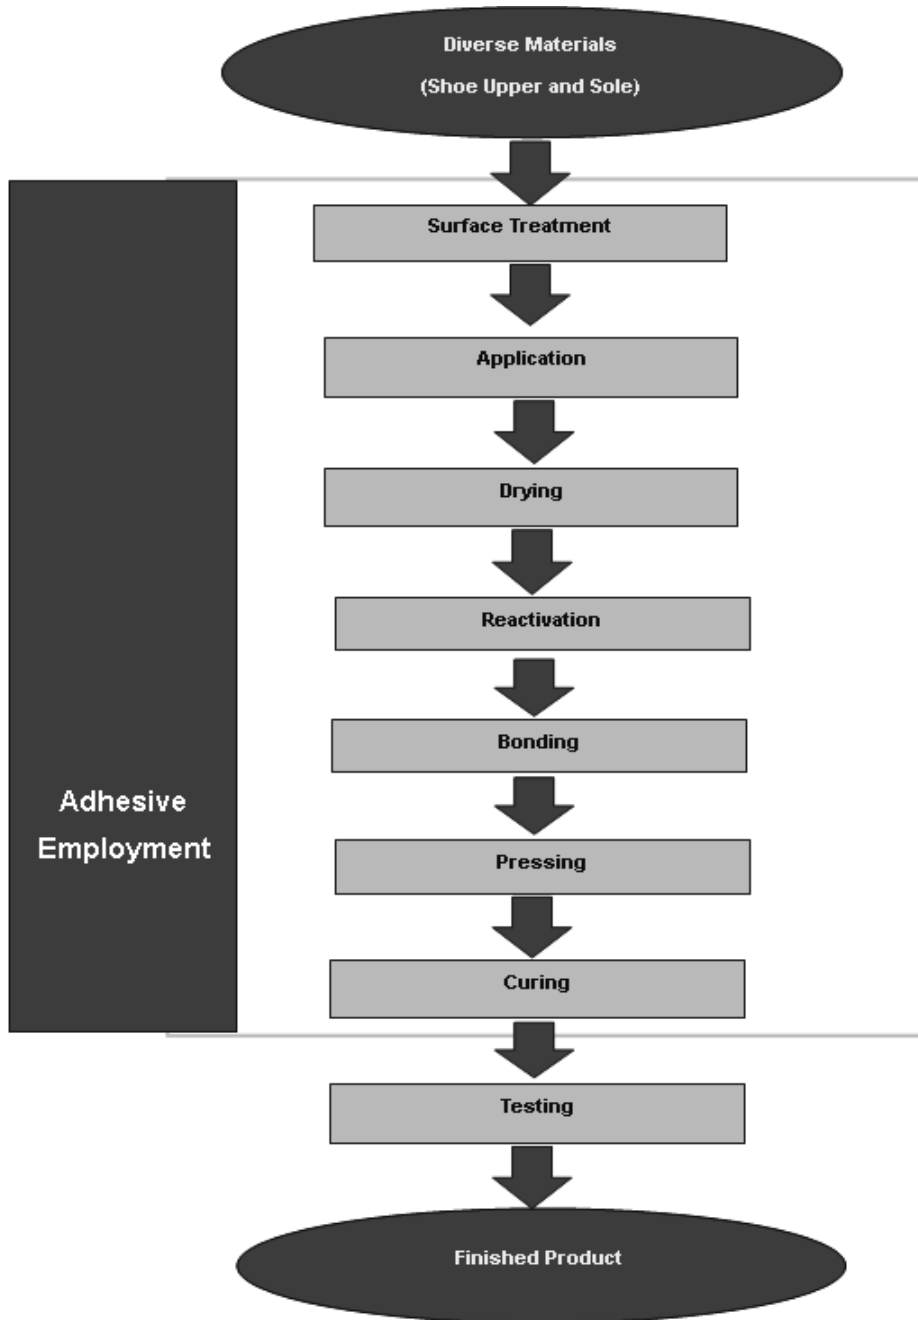 Diverse Materials
(Shoe Upper and Sole)
Surface Treatment
Application
Drying
Reactivation
Bonding
Adhesive
Employment
Pressing
Curing
Testing
Finished Product